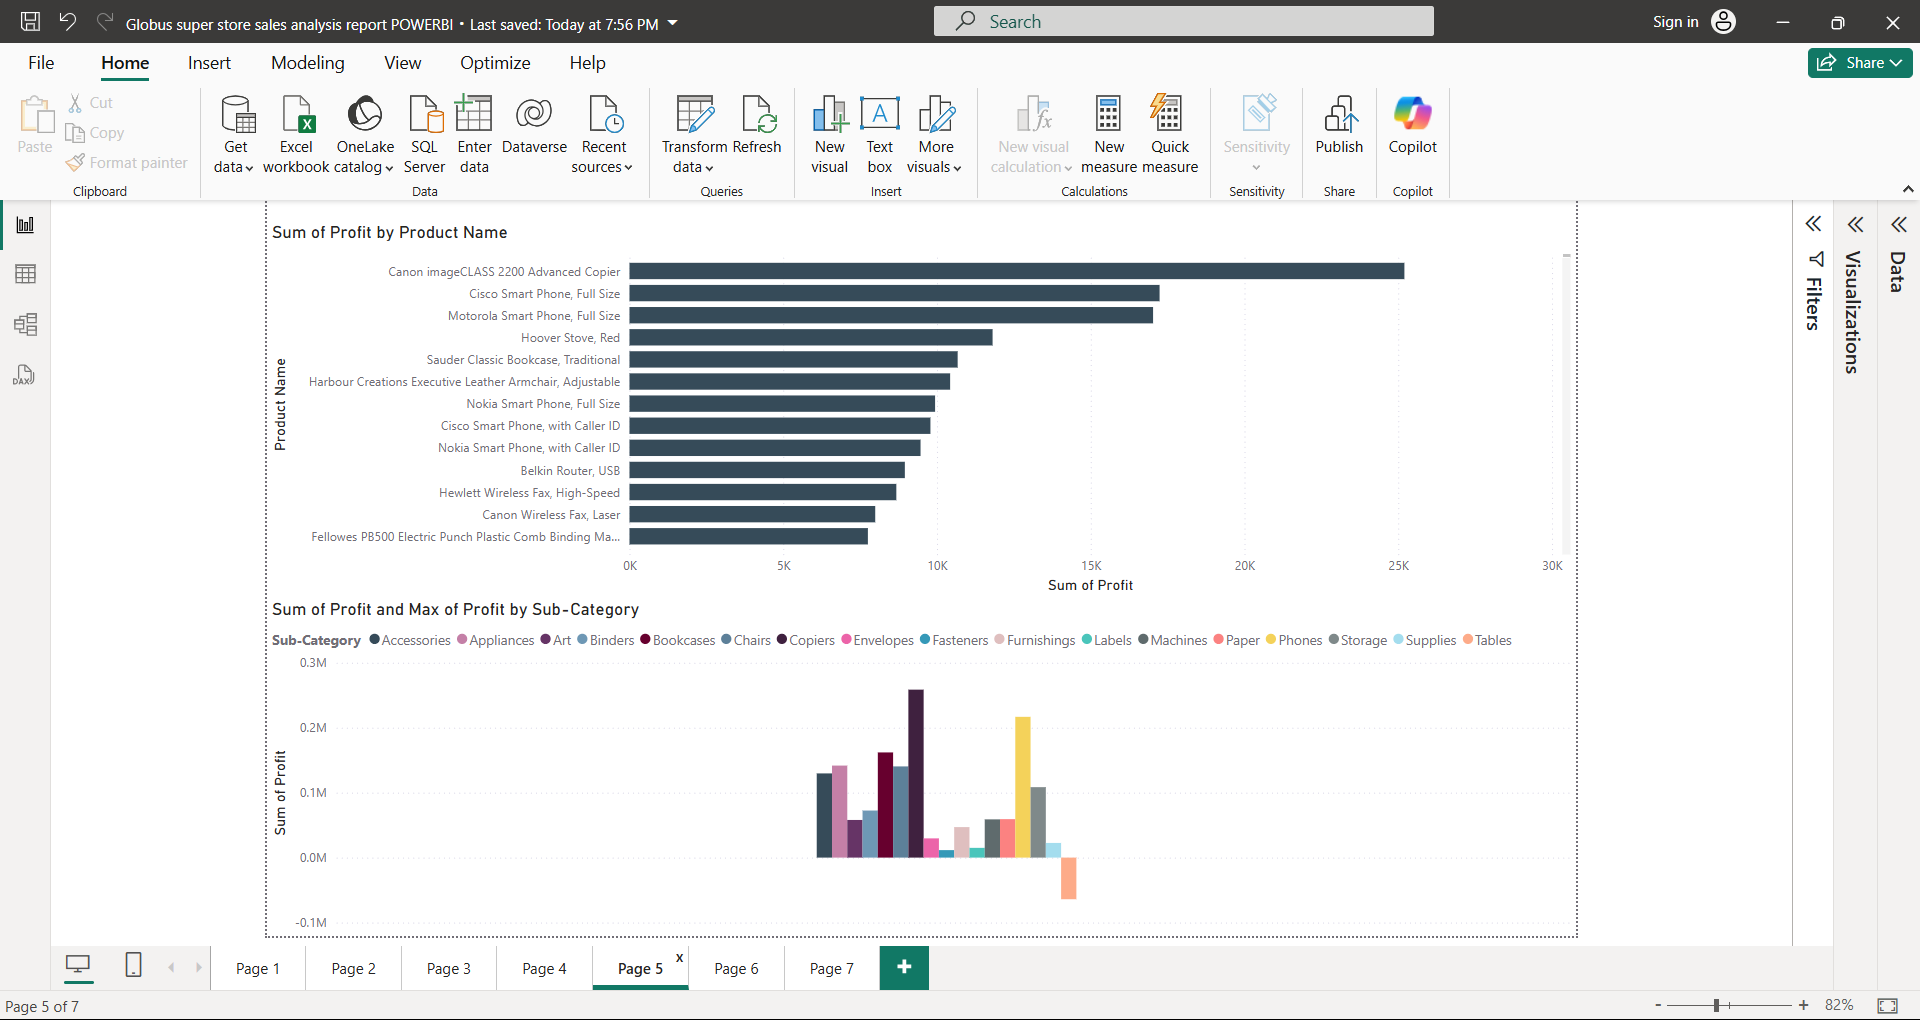 Globus super store sales analysis report POWERBI • Last saved: Today at 7:56 PM
Search
Sign in
File Home Insert Modeling View Optimize Help
Share
Paste
Cut
Copy
Format painter
Clipboard
Get data
Excel workbook
OneLake catalog
SQL Server
Enter data
Dataverse
Recent sources
Data
Transform data
Refresh
Queries
New visual
Text box
More visuals
Insert
New visual calculation
New measure
Quick measure
Calculations
Sensitivity
Sensitivity
Publish
Share
Copilot
Copilot
DAX
Sum of Profit by Product Name
Product Name
Canon imageCLASS 2200 Advanced Copier
Cisco Smart Phone, Full Size
Motorola Smart Phone, Full Size
Hoover Stove, Red
Sauder Classic Bookcase, Traditional
Harbour Creations Executive Leather Armchair, Adjustable
Nokia Smart Phone, Full Size
Cisco Smart Phone, with Caller ID
Nokia Smart Phone, with Caller ID
Belkin Router, USB
Hewlett Wireless Fax, High-Speed
Canon Wireless Fax, Laser
Fellowes PB500 Electric Punch Plastic Comb Binding Ma...
0K 5K 10K 15K 20K 25K 30K
Sum of Profit
Sum of Profit and Max of Profit by Sub-Category
Sub-Category Accessories Appliances Art Binders Bookcases Chairs Copiers Envelopes Fasteners Furnishings Labels Machines Paper Phones Storage Supplies Tables
Sum of Profit
0.3M
0.2M
0.1M
0.0M
-0.1M
Filters
Visualizations
Data
Page 1 Page 2 Page 3 Page 4 Page 5 x Page 6 Page 7 +
Page 5 of 7
- + 82%